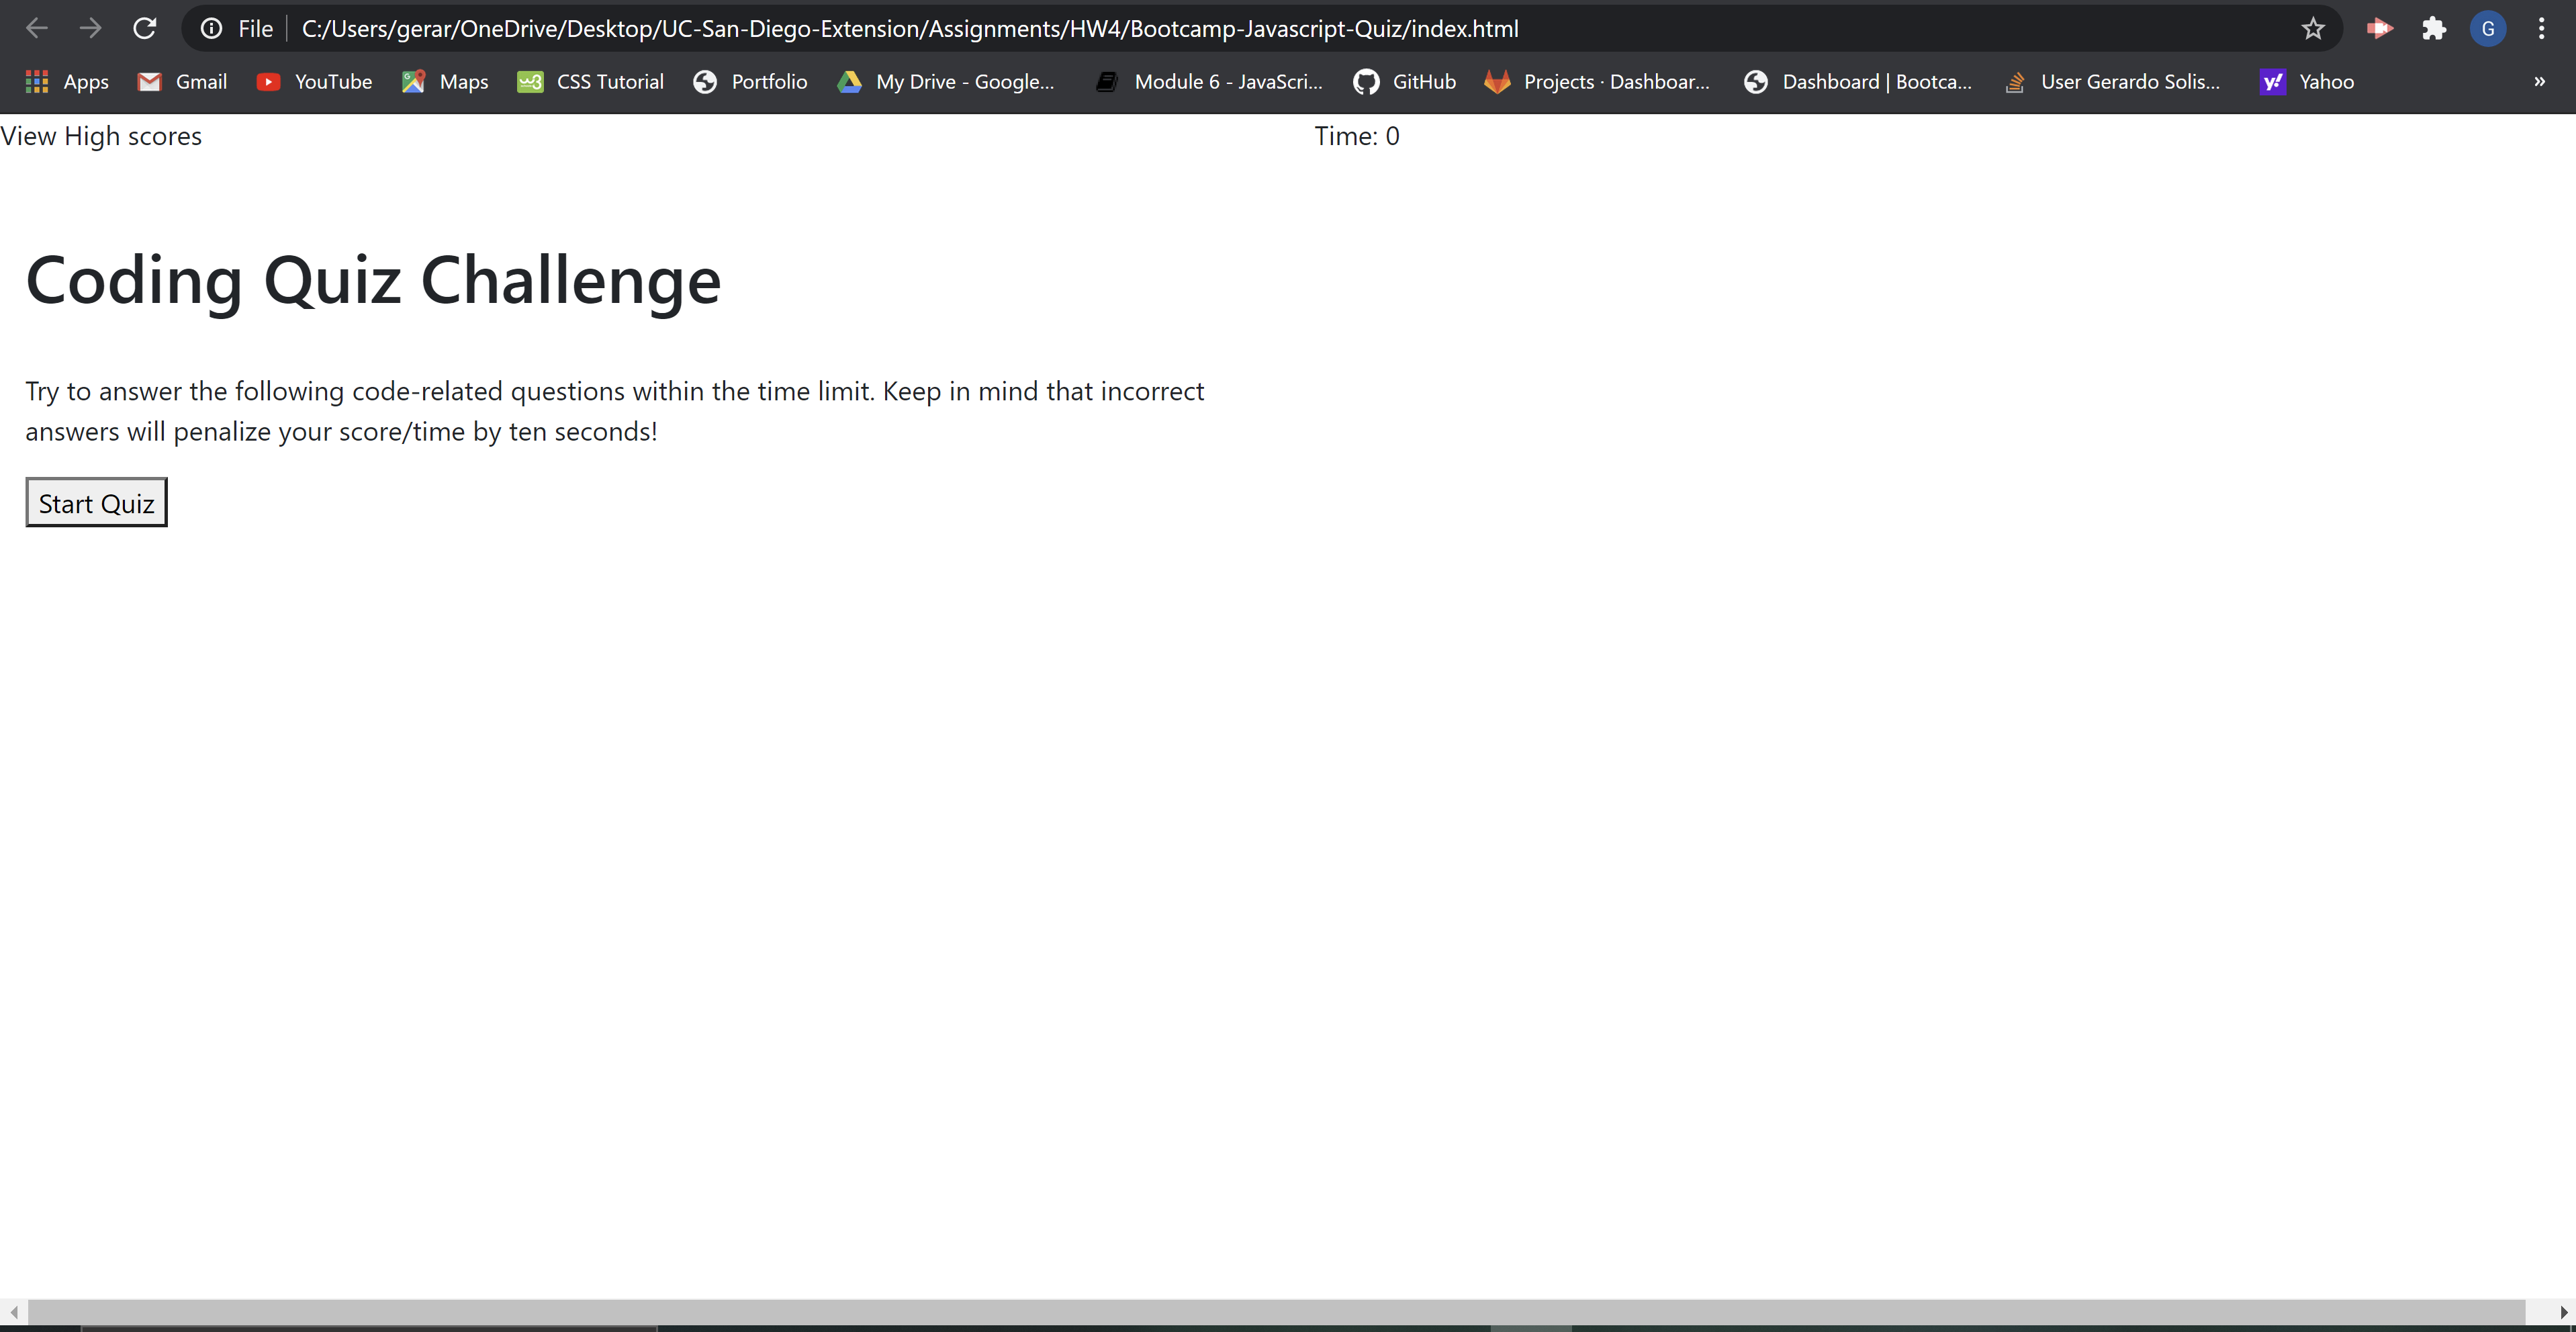 File C:/Users/gerar/OneDrive/Desktop/UC-San-Diego-Extension/Assignments/HW4/Bootcamp-Javascript-Quiz/index.html G
Apps Gmail YouTube Maps CSS Tutorial Portfolio My Drive - Google... Module 6 - JavaScri... GitHub Projects · Dashboar... Dashboard | Bootca... User Gerardo Solis... Yahoo »
View High scores Time: 0
Coding Quiz Challenge
Try to answer the following code-related questions within the time limit. Keep in mind that incorrect
answers will penalize your score/time by ten seconds!
Start Quiz